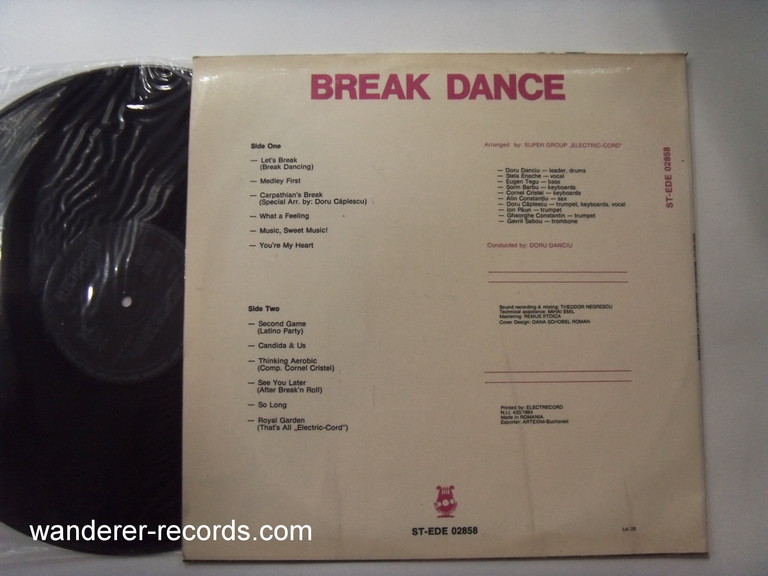 BREAK DANCE
Side One
— Let's Break
(Break Dancing)
— Medley First
— Carpathian's Break
(Special Arr. by: Doru Căplescu)
— What a Feeling
— Music, Sweet Music!
— You're My Heart
Side Two
— Second Game
(Latino Party)
— Candida & Us
— Thinking Aerobic
(Comp. Cornel Cristel)
— See You Later
(After Break'n Roll)
— So Long
— Royal Garden
(That's All „Electric-Cord")
Arranged by: SUPER GROUP „ELECTRIC-CORD"
— Doru Danciu — leader, drums
— Stela Enache — vocal
— Eugen Tegu — bass
— Sorin Barbu — keyboards
— Cornel Cristei — keyboards
— Alin Constanţiu — sax
— Doru Căplescu — trumpet, keyboards, vocal
— Ion Păun — trumpet
— Gheorghe Constantin — trumpet
— Gavril Sabou — trombone
Conducted by: DORU DANCIU
Sound recording & mixing: THEODOR NEGRESCU
Technical assistance: MIHAI EMIL
Mastering: REMUS STOICA
Cover Design: DANA SCHOBEL ROMAN
Printed by: ELECTRECORD
Made in ROMANIA
Exporter: ARTEXIM-Bucharest
ST-EDE 02858
ST-EDE 02858
ELECTRECORD
wanderer-records.com